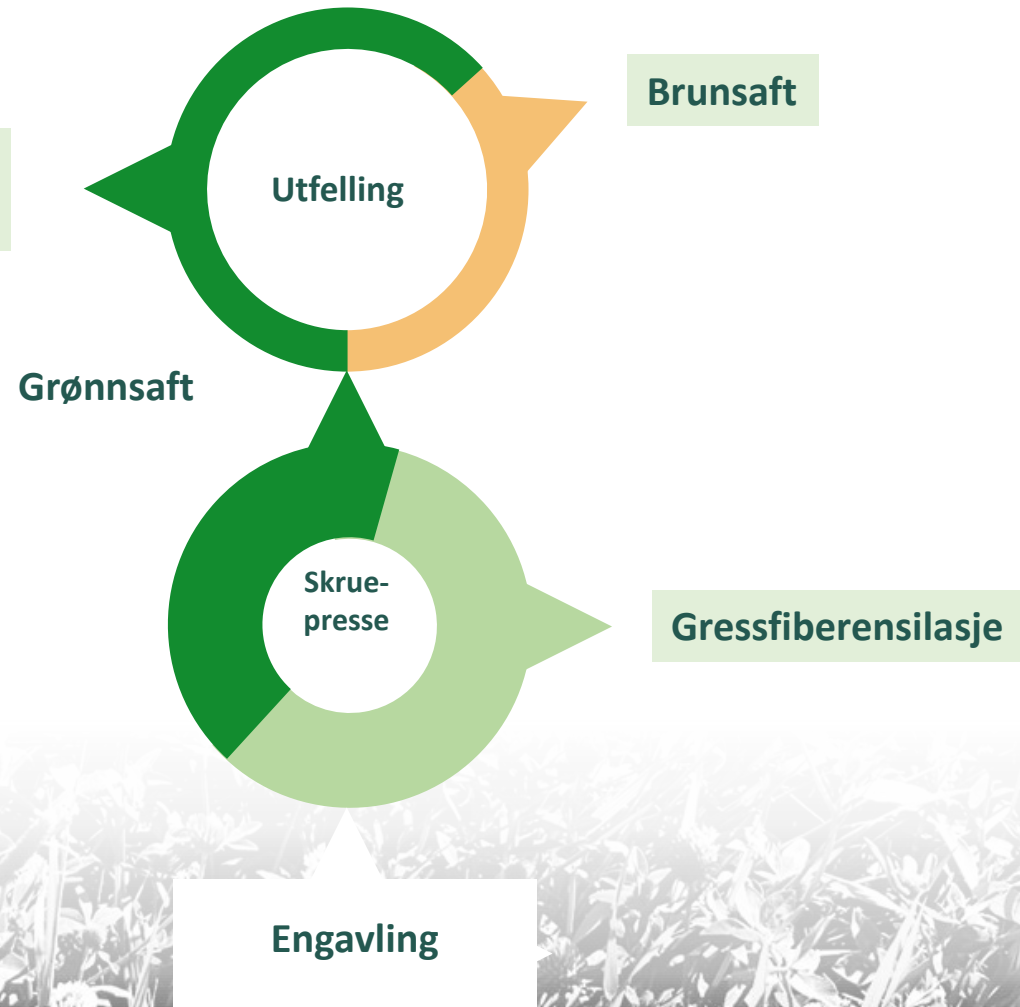 Brunsaft
Utfelling
Grønnsaft
Skrue-
presse
Gressfiberensilasje
Engavling